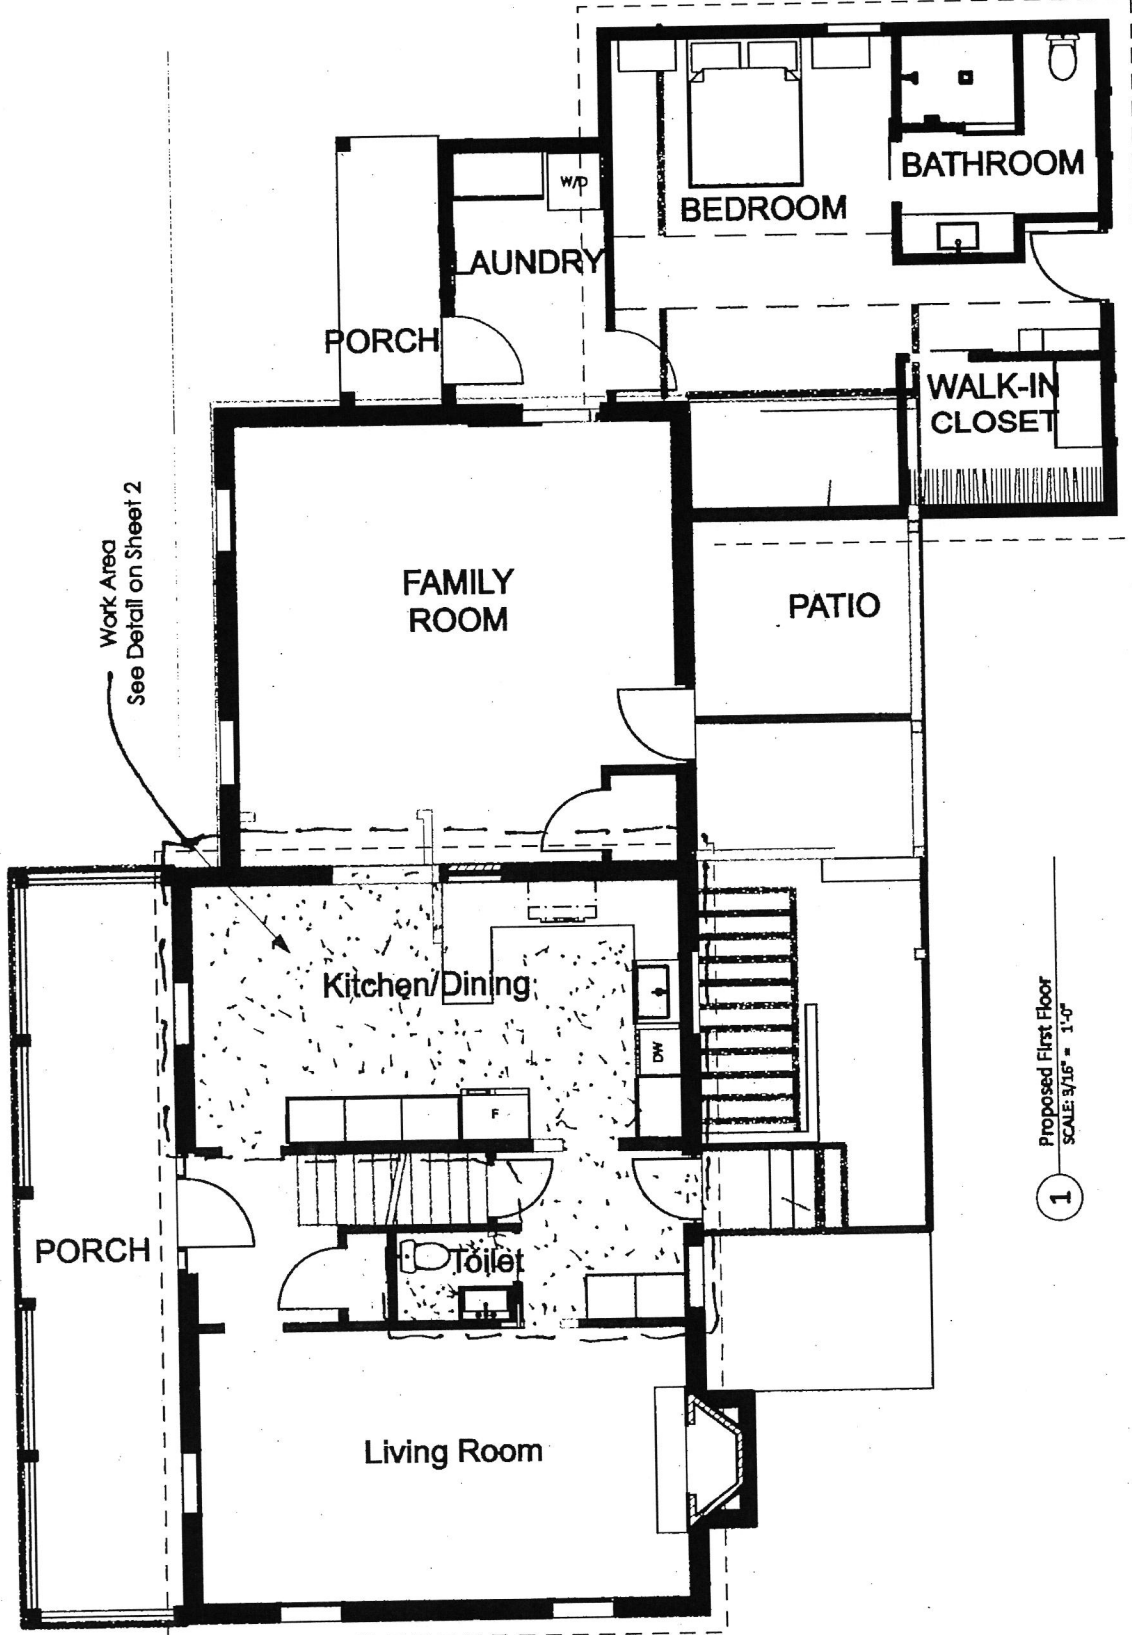 BATHROOM
W/D
BEDROOM
LAUNDRY
PORCH
WALK-IN
CLOSET
Work Area
See Detail on Sheet 2
FAMILY
ROOM
PATIO
Kitchen/Dining
DW
F
PORCH
Toilet
Living Room
1
Proposed First Floor
SCALE: 3/16" = 1'-0"